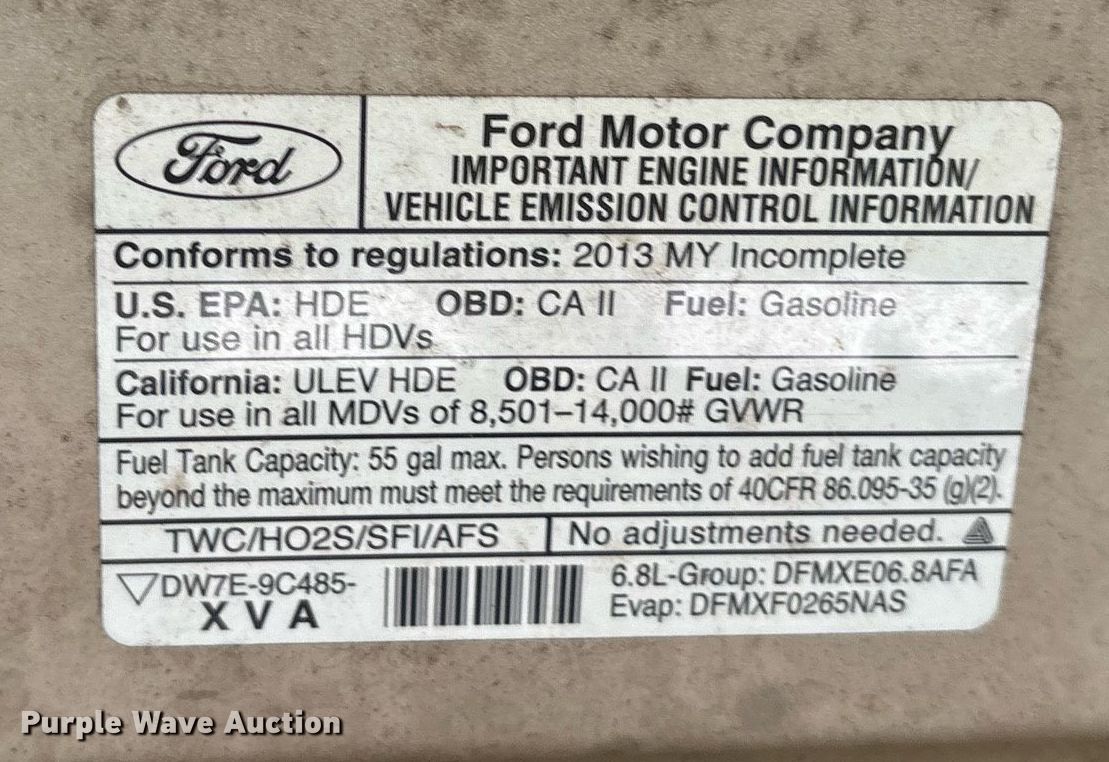 Ford
Ford Motor Company
IMPORTANT ENGINE INFORMATION/
VEHICLE EMISSION CONTROL INFORMATION
Conforms to regulations: 2013 MY Incomplete
U.S. EPA: HDE OBD: CA II Fuel: Gasoline
For use in all HDVs
California: ULEV HDE OBD: CA II Fuel: Gasoline
For use in all MDVs of 8,501–14,000# GVWR
Fuel Tank Capacity: 55 gal max. Persons wishing to add fuel tank capacity
beyond the maximum must meet the requirements of 40CFR 86.095-35 (g)(2).
TWC/HO2S/SFI/AFS No adjustments needed.
DW7E-9C485-
X V A
6.8L-Group: DFMXE06.8AFA
Evap: DFMXF0265NAS
Purple Wave Auction